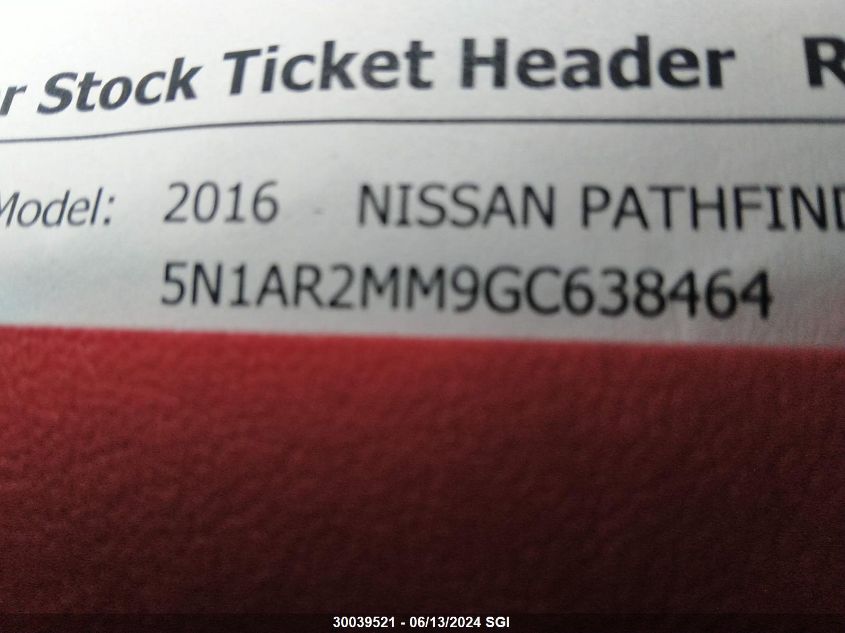 r Stock Ticket Header R
Model: 2016 NISSAN PATHFIND
5N1AR2MM9GC638464
30039521 - 06/13/2024 SGI